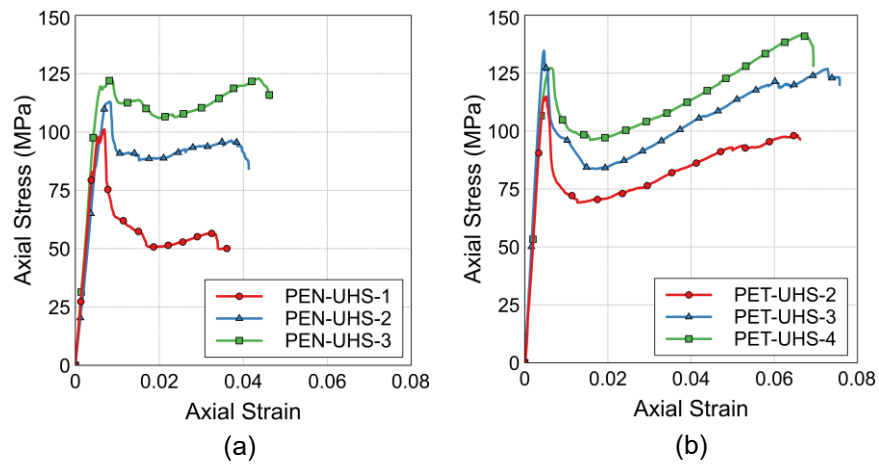 150
125
100
75
50
25
0
Axial Stress (MPa)
PEN-UHS-1
PEN-UHS-2
PEN-UHS-3
0 0.02 0.04 0.06 0.08
Axial Strain
(a)
150
125
100
75
50
25
0
Axial Stress (MPa)
PET-UHS-2
PET-UHS-3
PET-UHS-4
0 0.02 0.04 0.06 0.08
Axial Strain
(b)